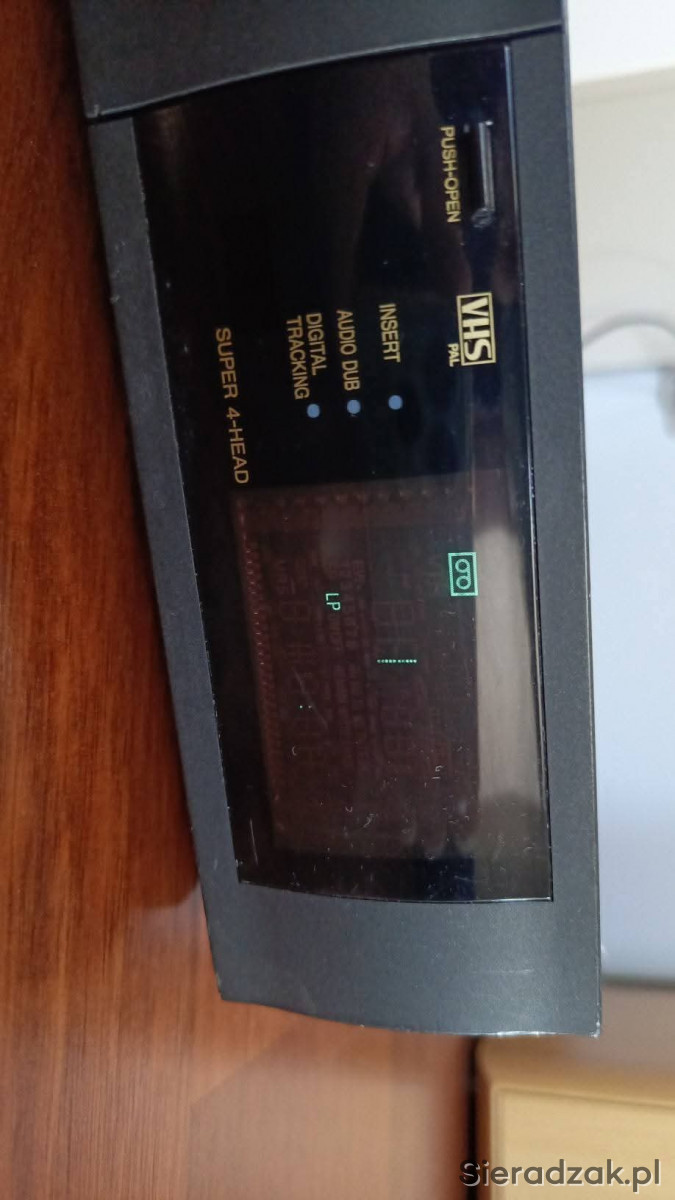 PUSH-OPEN
VHS
PAL
INSERT
AUDIO DUB
DIGITAL
TRACKING
SUPER 4-HEAD
LP
Sieradzak.pl